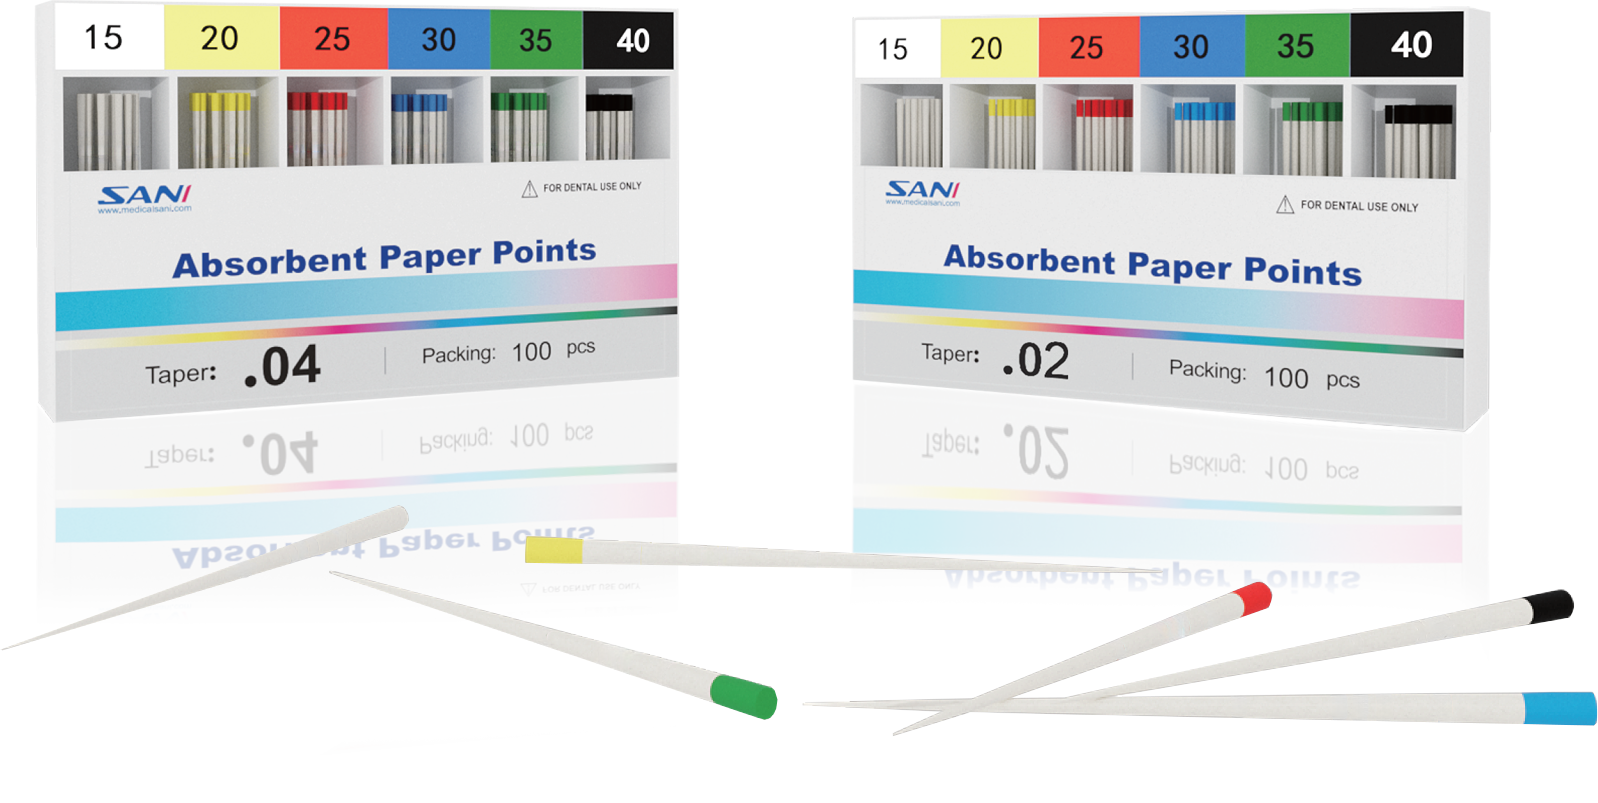 15 20 25 30 35 40
SANI
www.medicalsani.com
FOR DENTAL USE ONLY
Absorbent Paper Points
Taper: .04 Packing: 100 pcs
15 20 25 30 35 40
SANI
www.medicalsani.com
FOR DENTAL USE ONLY
Absorbent Paper Points
Taper: .02 Packing: 100 pcs